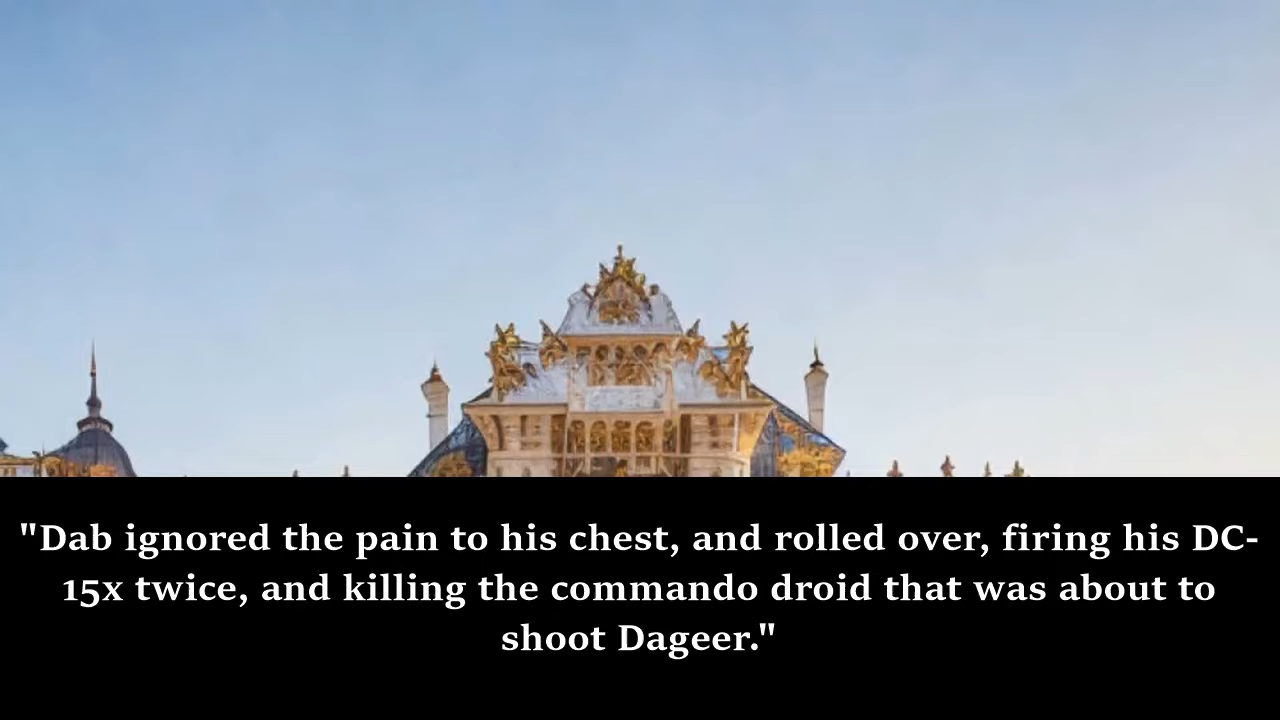 "Dab ignored the pain to his chest, and rolled over, firing his DC-
15x twice, and killing the commando droid that was about to
shoot Dageer."